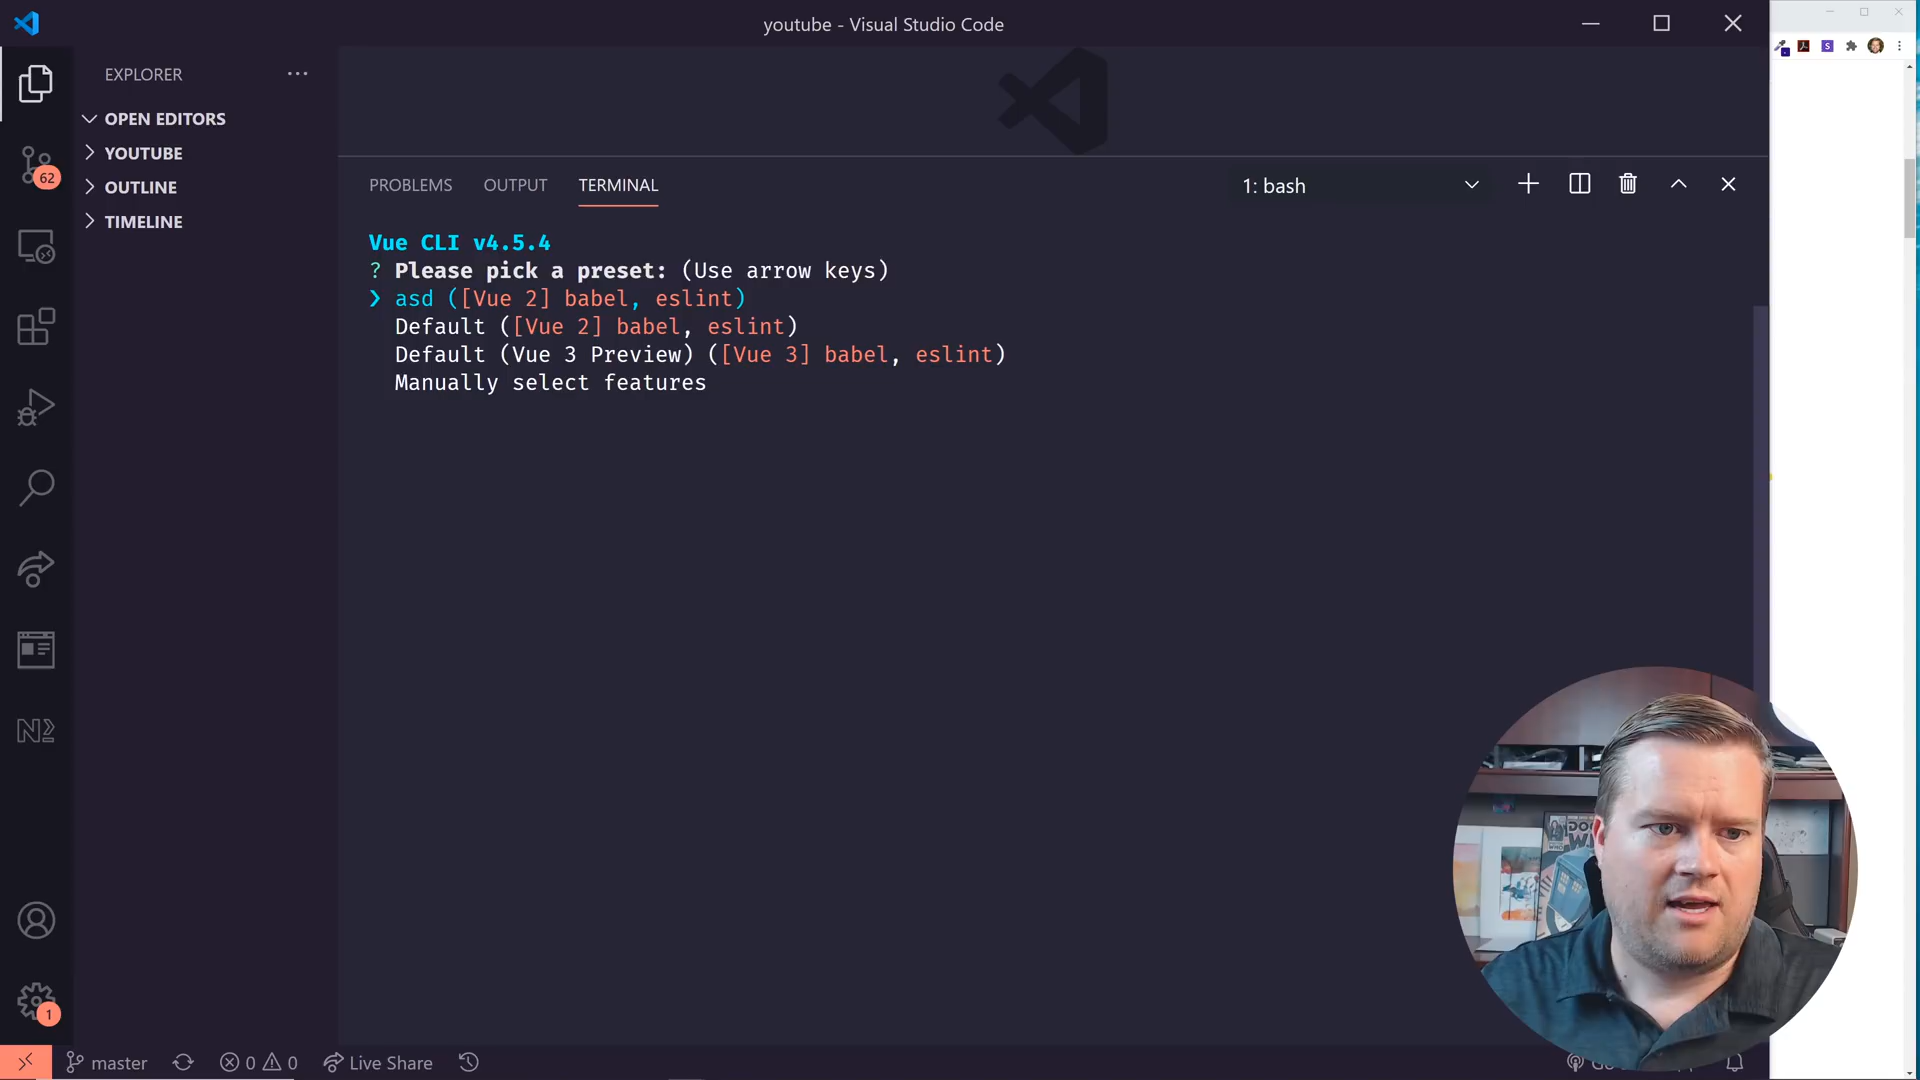 youtube - Visual Studio Code
EXPLORER
OPEN EDITORS
YOUTUBE
OUTLINE
TIMELINE
62
PROBLEMS OUTPUT TERMINAL
1: bash
Vue CLI v4.5.4
? Please pick a preset: (Use arrow keys)
❯ asd ([Vue 2] babel, eslint)
Default ([Vue 2] babel, eslint)
Default (Vue 3 Preview) ([Vue 3] babel, eslint)
Manually select features
1
master 0 0 Live Share